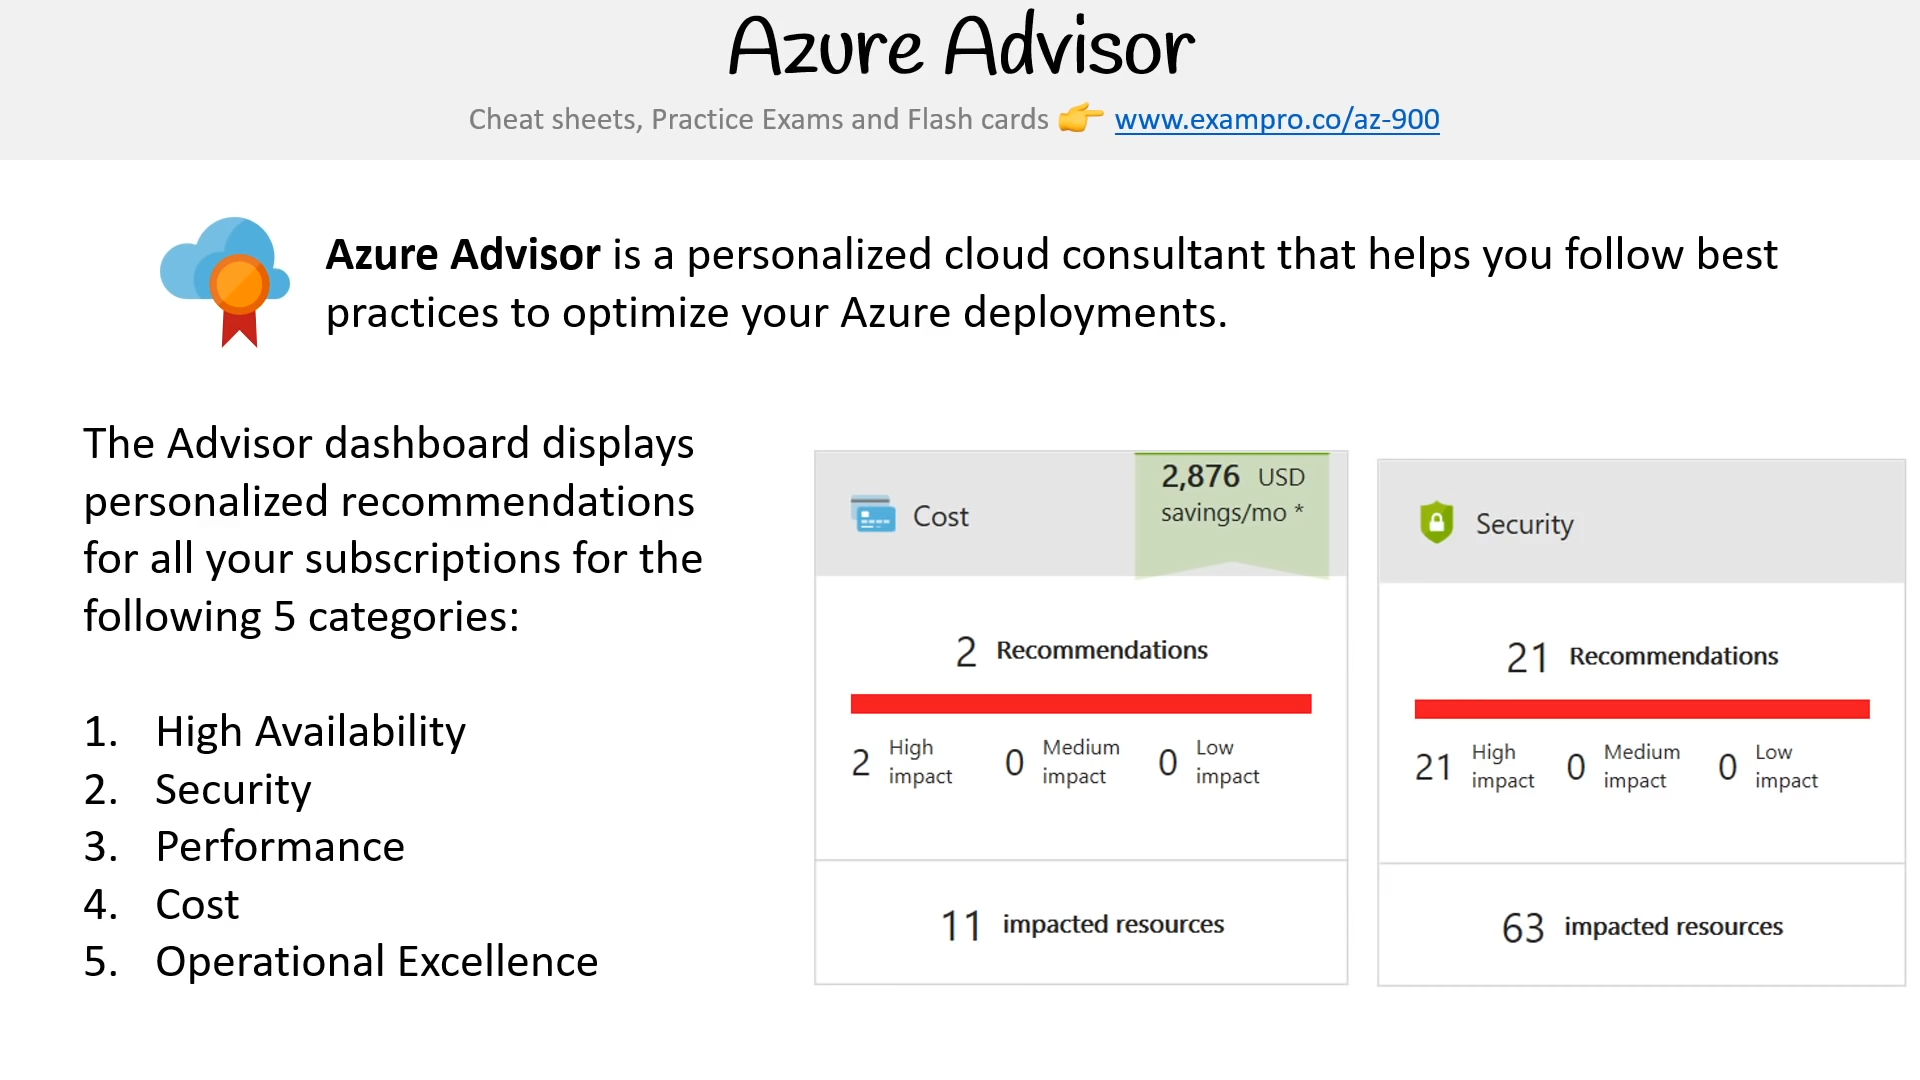 Azure Advisor
Cheat sheets, Practice Exams and Flash cards 👉 www.exampro.co/az-900
Azure Advisor is a personalized cloud consultant that helps you follow best
practices to optimize your Azure deployments.
The Advisor dashboard displays
personalized recommendations
for all your subscriptions for the
following 5 categories:
1. High Availability
2. Security
3. Performance
4. Cost
5. Operational Excellence
Cost
2,876 USD
savings/mo *
2 Recommendations
2 High impact 0 Medium impact 0 Low impact
11 impacted resources
Security
21 Recommendations
21 High impact 0 Medium impact 0 Low impact
63 impacted resources